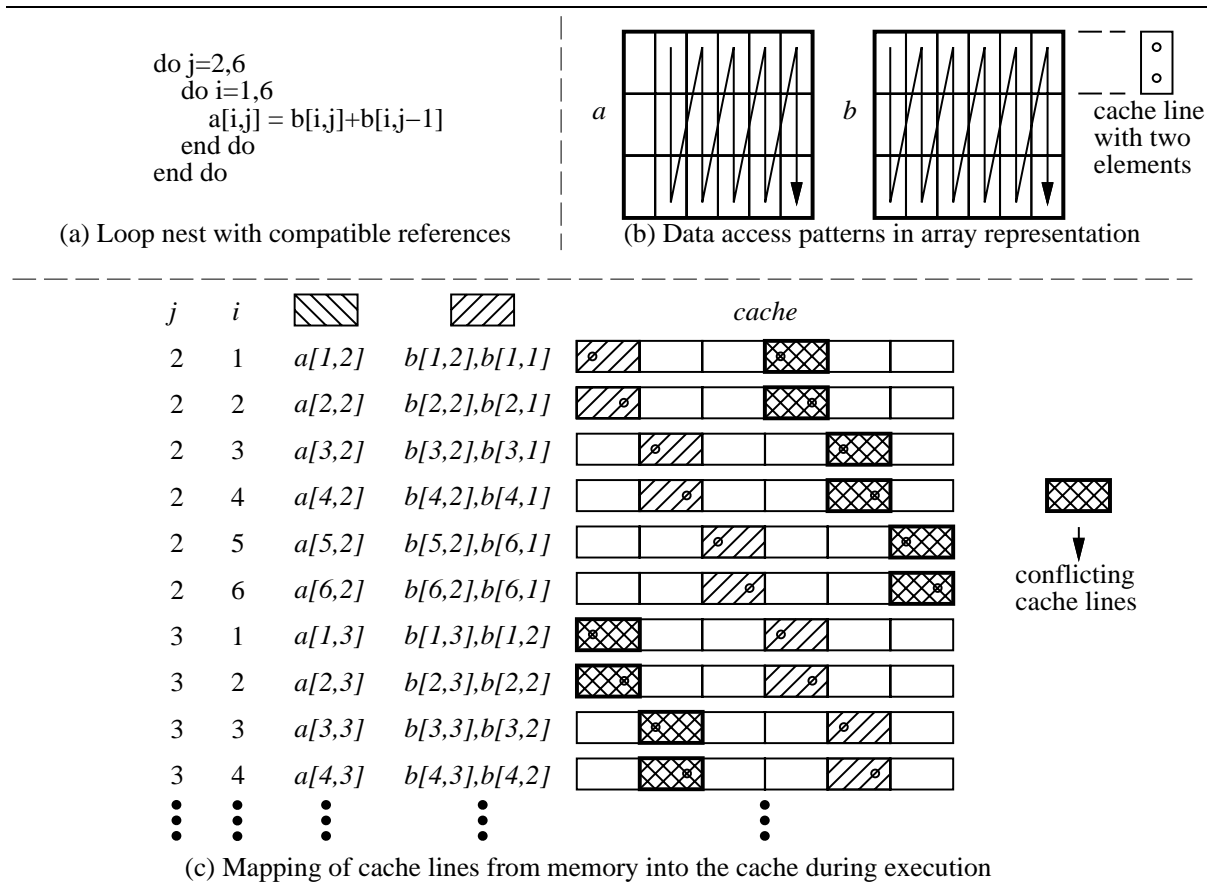 do j=2,6
do i=1,6
a[i,j] = b[i,j]+b[i,j−1]
end do
end do
(a) Loop nest with compatible references
a
b
cache line
with two
elements
(b) Data access patterns in array representation
j i cache
2 1 a[1,2] b[1,2],b[1,1]
2 2 a[2,2] b[2,2],b[2,1]
2 3 a[3,2] b[3,2],b[3,1]
2 4 a[4,2] b[4,2],b[4,1]
2 5 a[5,2] b[5,2],b[6,1]
2 6 a[6,2] b[6,2],b[6,1]
3 1 a[1,3] b[1,3],b[1,2]
3 2 a[2,3] b[2,3],b[2,2]
3 3 a[3,3] b[3,3],b[3,2]
3 4 a[4,3] b[4,3],b[4,2]
conflicting
cache lines
(c) Mapping of cache lines from memory into the cache during execution